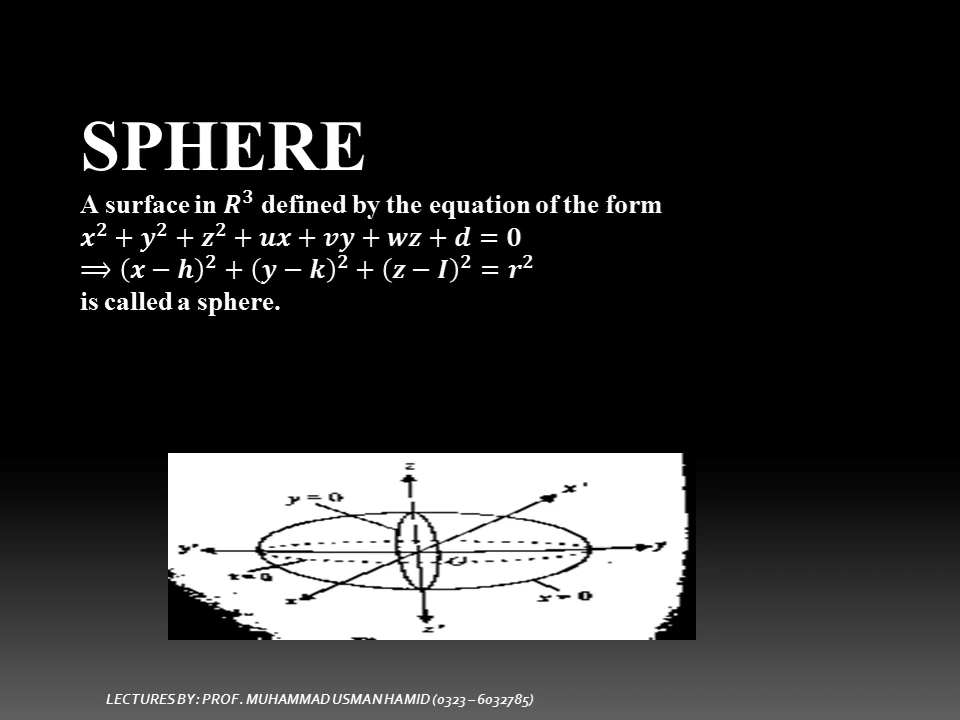 SPHERE
A surface in 𝑹³ defined by the equation of the form
𝒙² + 𝒚² + 𝒛² + 𝒖𝒙 + 𝒗𝒚 + 𝒘𝒛 + 𝒅 = 𝟎
⟹ (𝒙 − 𝒉)² + (𝒚 − 𝒌)² + (𝒛 − 𝑰)² = 𝒓²
is called a sphere.
z
y = 0
x'
y'
y
z=0
x
x=0
z'
LECTURES BY: PROF. MUHAMMAD USMAN HAMID (0323 – 6032785)